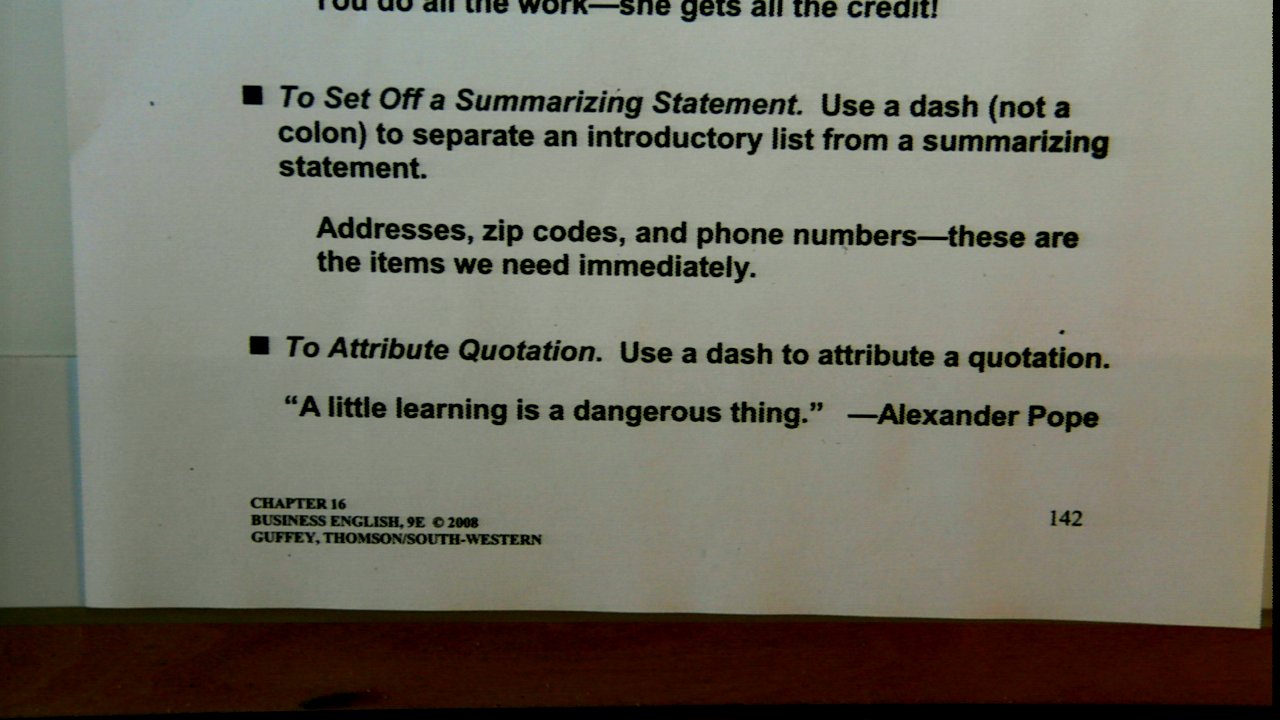 You do all the work—she gets all the credit!
■ To Set Off a Summarizing Statement. Use a dash (not a
colon) to separate an introductory list from a summarizing
statement.
Addresses, zip codes, and phone numbers—these are
the items we need immediately.
■ To Attribute Quotation. Use a dash to attribute a quotation.
“A little learning is a dangerous thing.” —Alexander Pope
CHAPTER 16
BUSINESS ENGLISH, 9E © 2008
GUFFEY, THOMSON/SOUTH-WESTERN
142